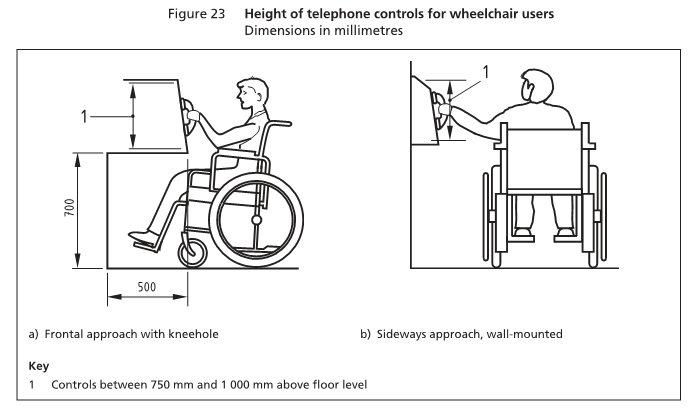 Figure 23 Height of telephone controls for wheelchair users
Dimensions in millimetres
1
700
500
1
a) Frontal approach with kneehole
b) Sideways approach, wall-mounted
Key
1 Controls between 750 mm and 1 000 mm above floor level